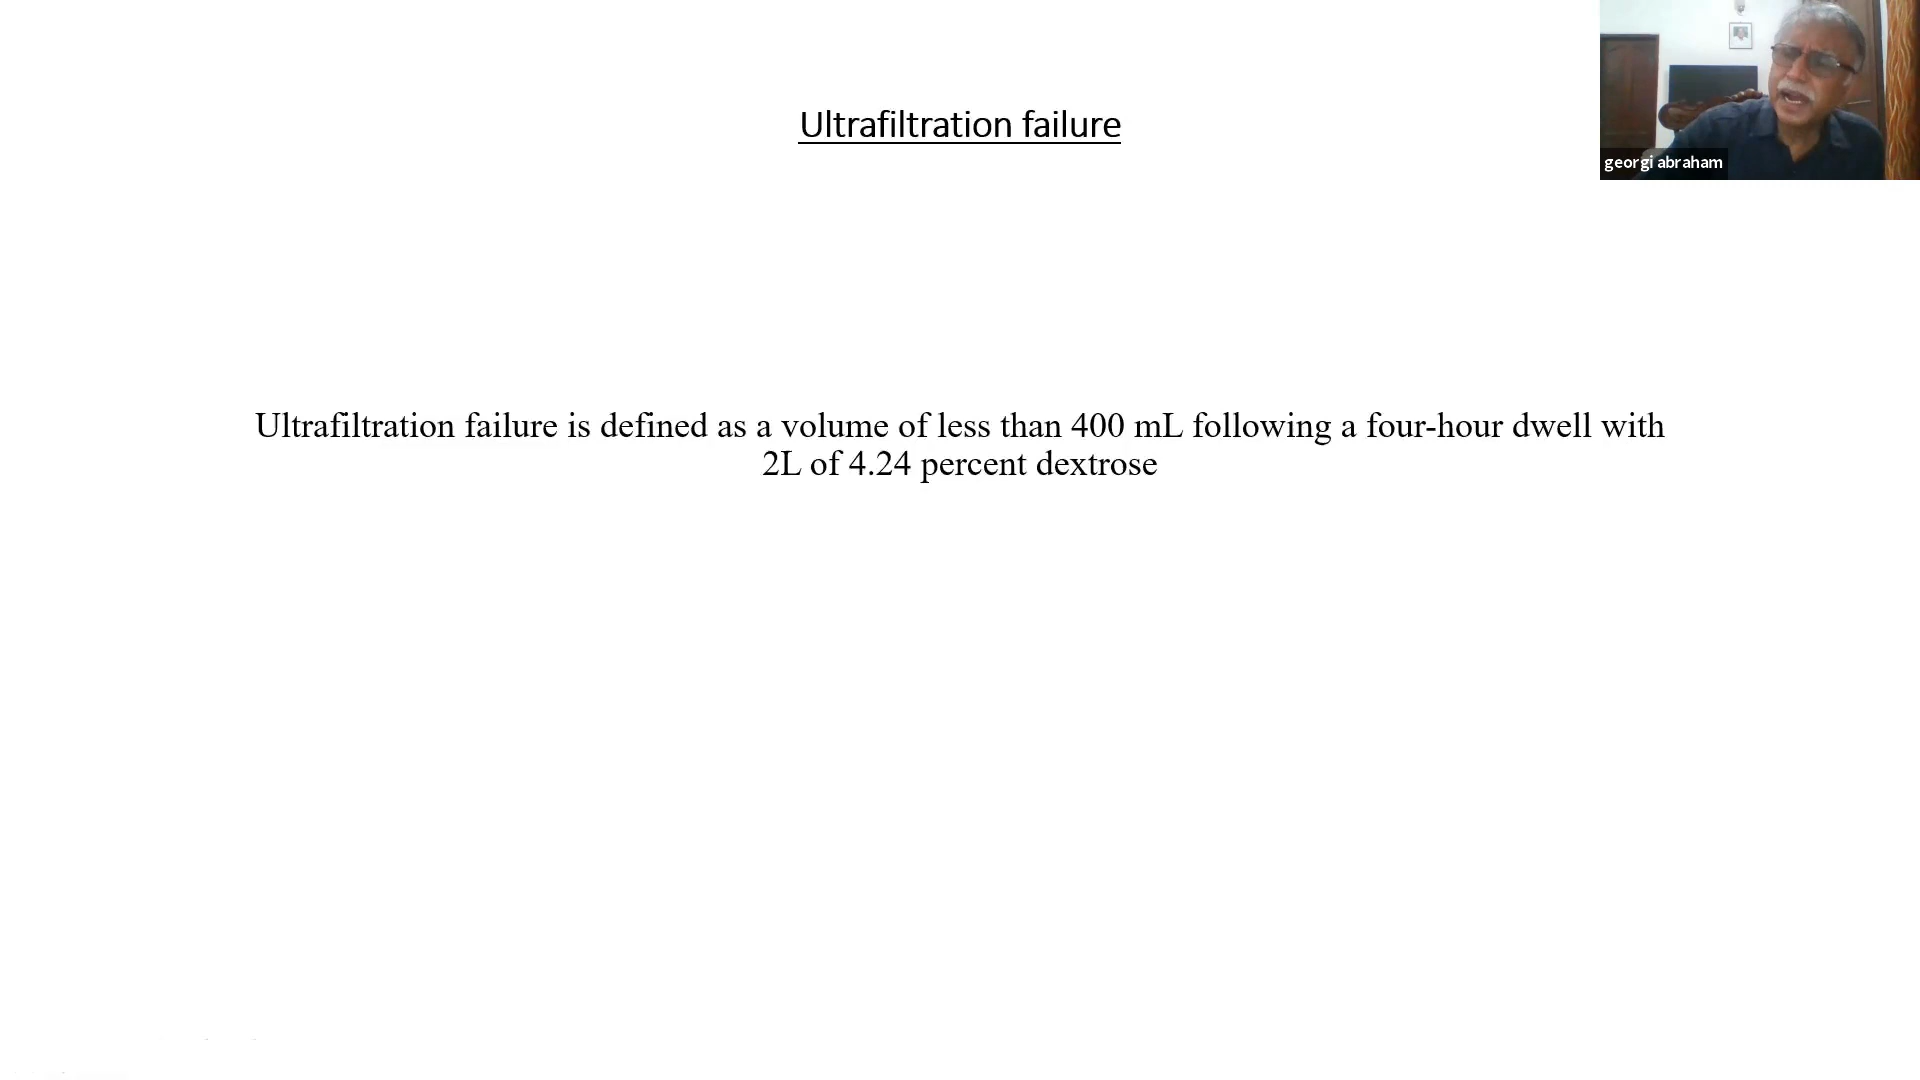 Ultrafiltration failure
georgi abraham
Ultrafiltration failure is defined as a volume of less than 400 mL following a four-hour dwell with
2L of 4.24 percent dextrose